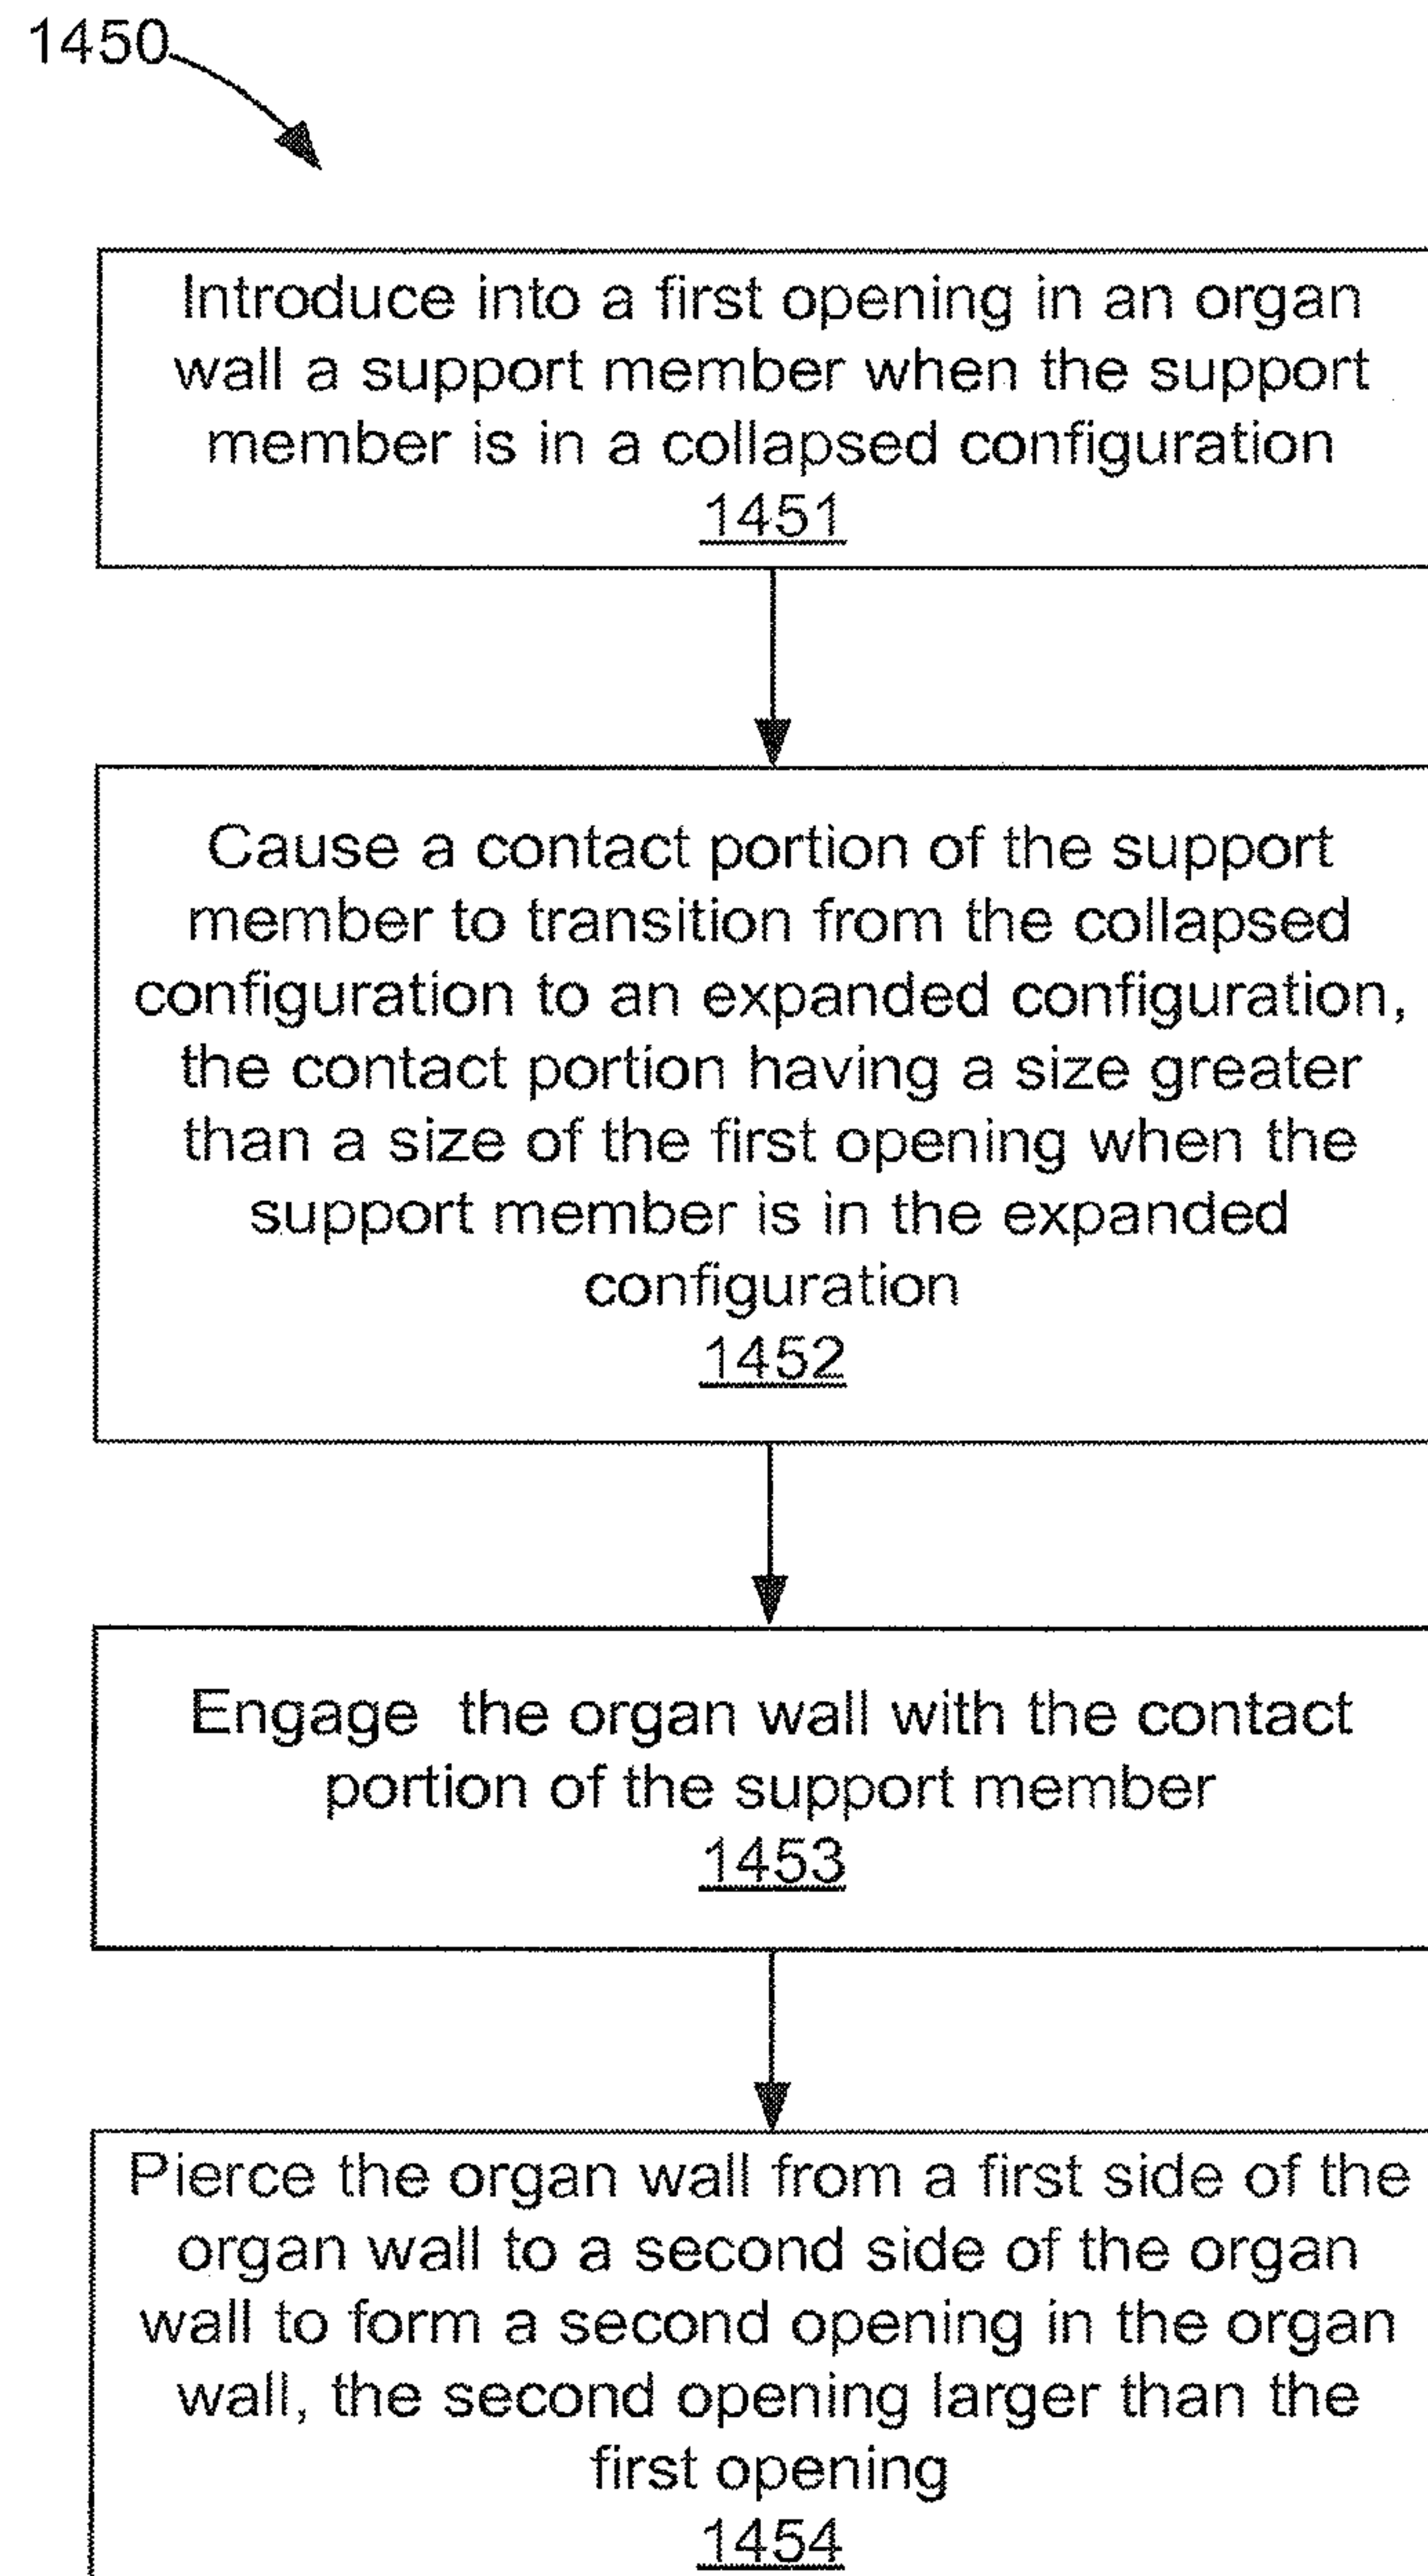 1450
Introduce into a first opening in an organ
wall a support member when the support
member is in a collapsed configuration
1451
Cause a contact portion of the support
member to transition from the collapsed
configuration to an expanded configuration,
the contact portion having a size greater
than a size of the first opening when the
support member is in the expanded
configuration
1452
Engage the organ wall with the contact
portion of the support member
1453
Pierce the organ wall from a first side of the
organ wall to a second side of the organ
wall to form a second opening in the organ
wall, the second opening larger than the
first opening
1454